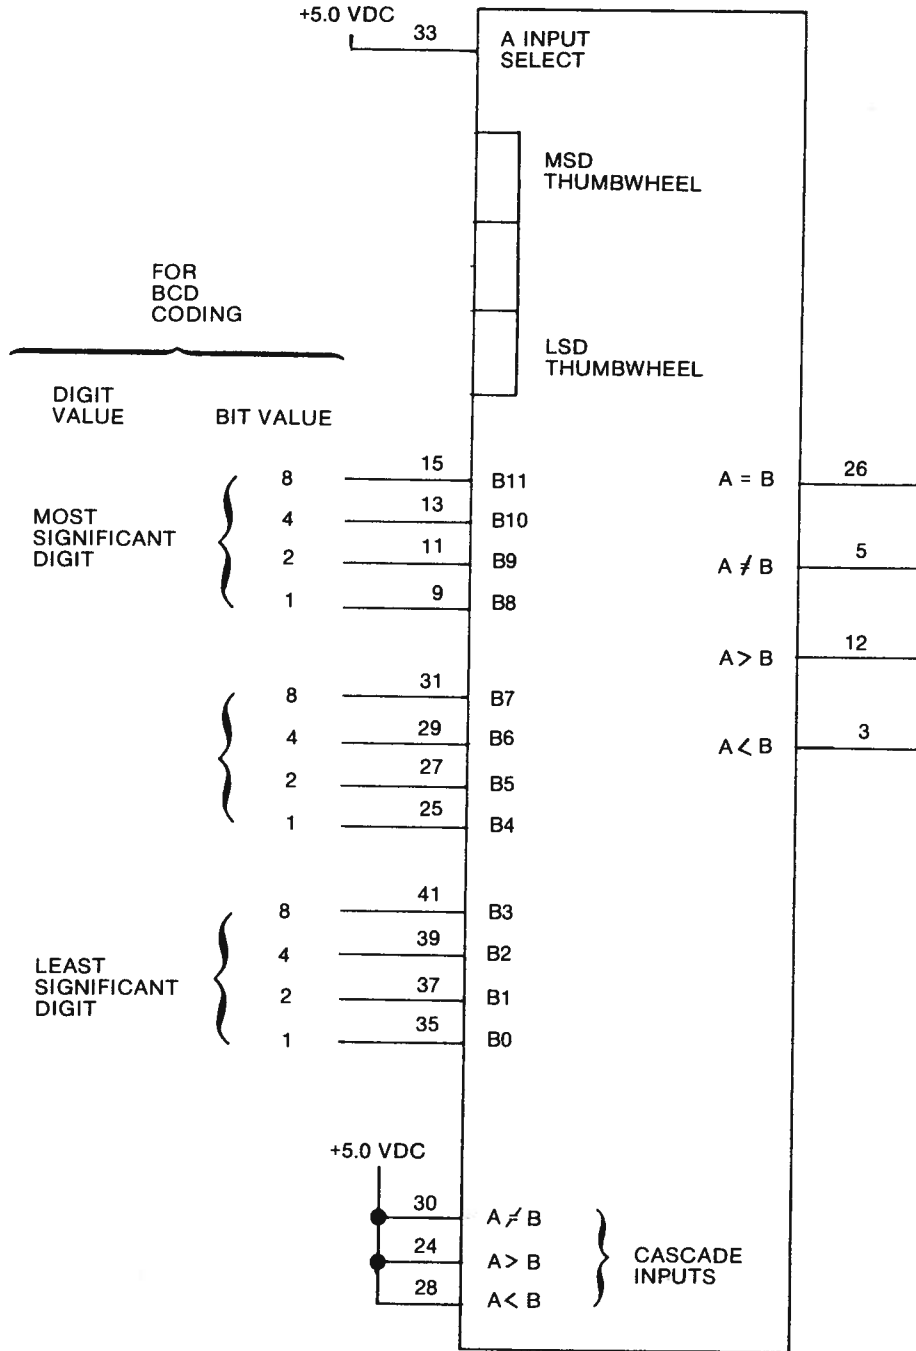 +5.0 VDC
33
A INPUT
SELECT
MSD
THUMBWHEEL
FOR
BCD
CODING
LSD
THUMBWHEEL
DIGIT
VALUE
BIT VALUE
MOST
SIGNIFICANT
DIGIT
8 15 B11
4 13 B10
2 11 B9
1 9 B8
A = B 26
A ≠ B 5
A > B 12
A < B 3
8 31 B7
4 29 B6
2 27 B5
1 25 B4
LEAST
SIGNIFICANT
DIGIT
8 41 B3
4 39 B2
2 37 B1
1 35 B0
+5.0 VDC
30 A ≠ B
24 A > B
28 A < B
CASCADE
INPUTS